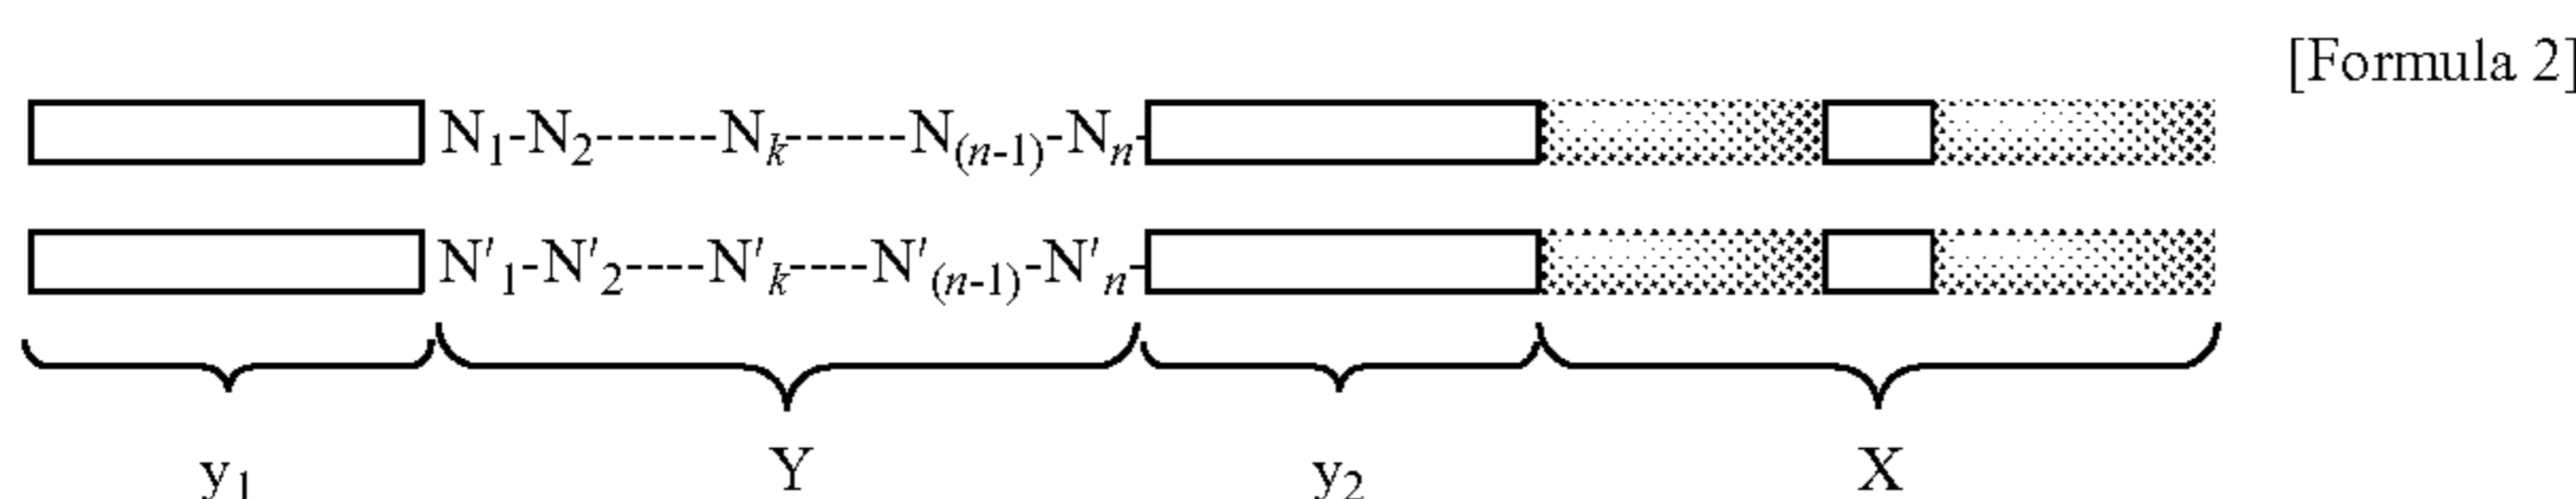 [Formula 2]
N₁-N₂------Nₖ------N₍ₙ₋₁₎-Nₙ-
N'₁-N'₂----N'ₖ----N'₍ₙ₋₁₎-N'ₙ-
y₁ Y y₂ X